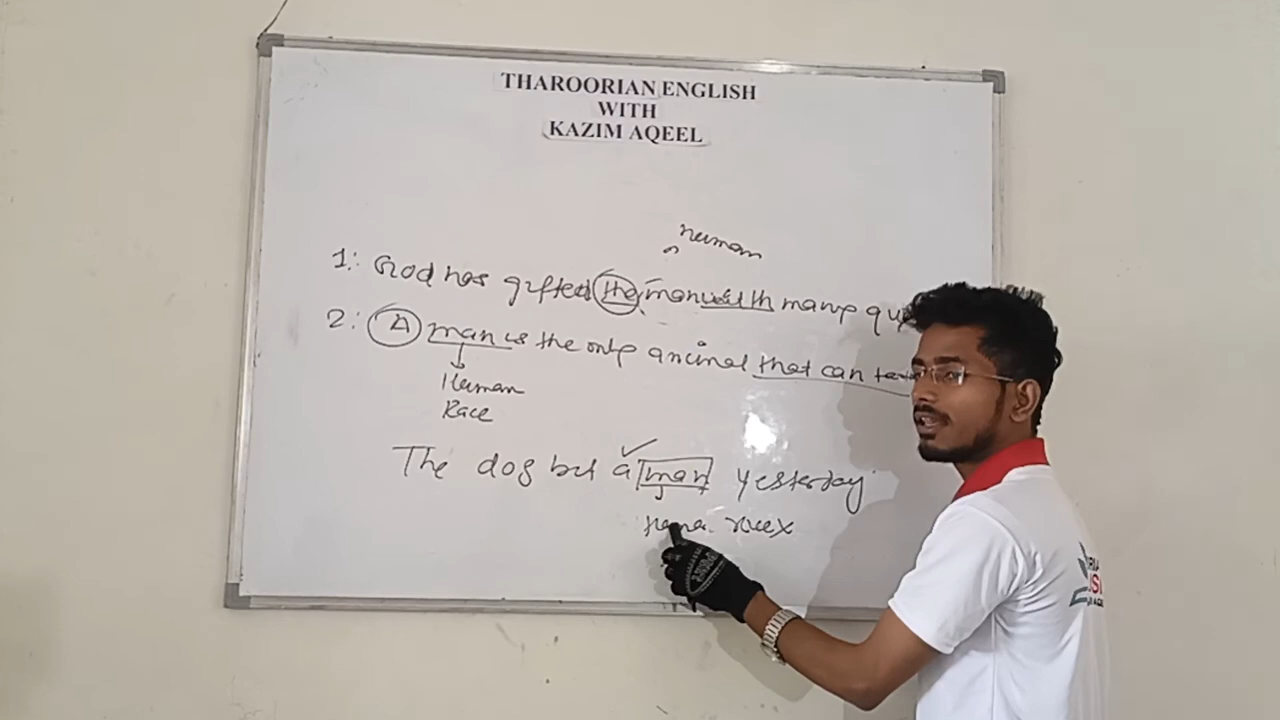 THAROORIAN ENGLISH
WITH
KAZIM AQEEL
human
1: God has gifted the man with many
2: A man is the only animal that can
Human
Race
The dog bit a man yesterday
race x